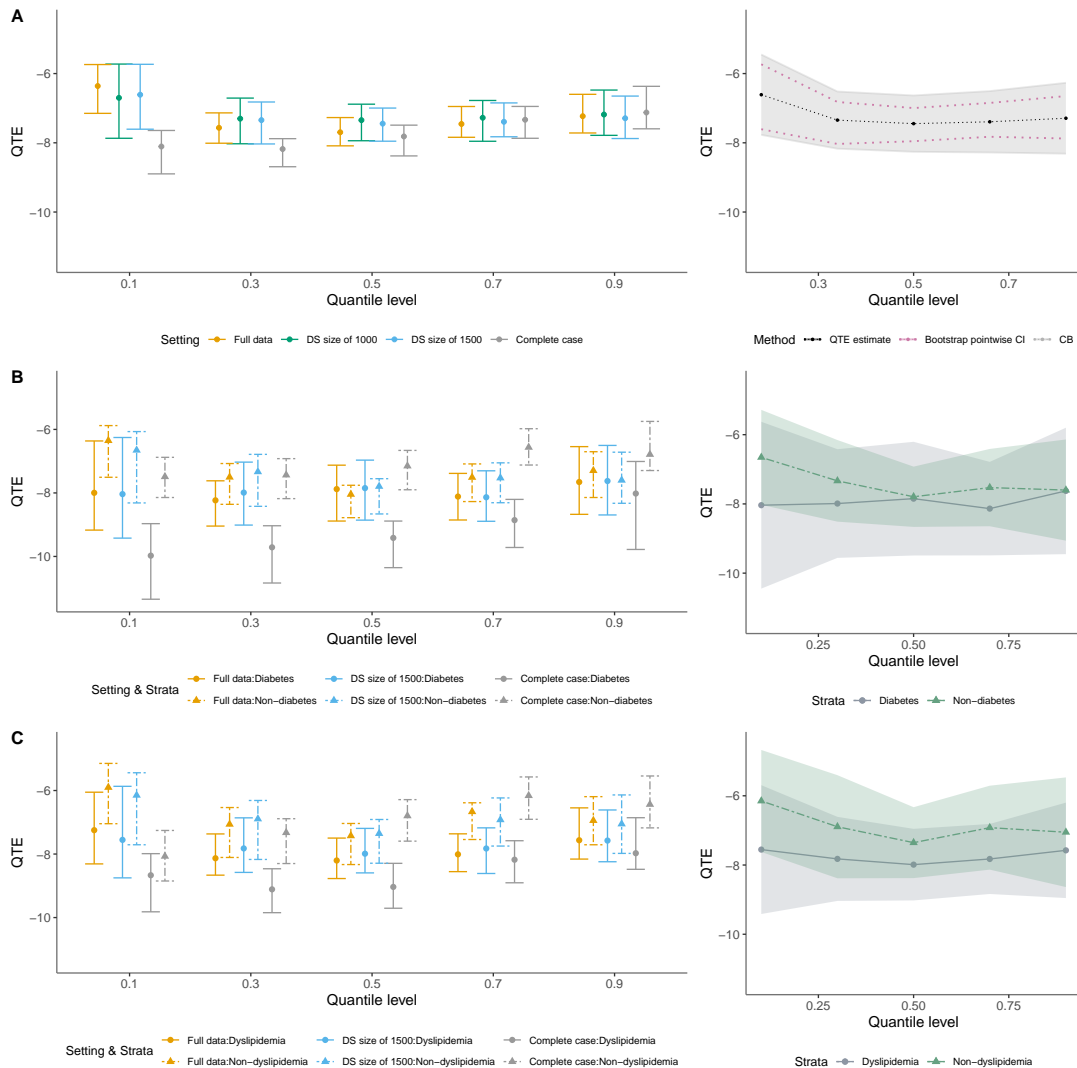 A
QTE
−6
−8
−10
0.1 0.3 0.5 0.7 0.9
Quantile level
Setting Full data DS size of 1000 DS size of 1500 Complete case
QTE
−6
−8
−10
0.3 0.5 0.7
Quantile level
Method QTE estimate Bootstrap pointwise CI CB
B
QTE
−6
−8
−10
0.1 0.3 0.5 0.7 0.9
Quantile level
Setting & Strata
Full data:Diabetes DS size of 1500:Diabetes Complete case:Diabetes
Full data:Non−diabetes DS size of 1500:Non−diabetes Complete case:Non−diabetes
QTE
−6
−8
−10
0.25 0.50 0.75
Quantile level
Strata Diabetes Non−diabetes
C
QTE
−6
−8
−10
0.1 0.3 0.5 0.7 0.9
Quantile level
Setting & Strata
Full data:Dyslipidemia DS size of 1500:Dyslipidemia Complete case:Dyslipidemia
Full data:Non−dyslipidemia DS size of 1500:Non−dyslipidemia Complete case:Non−dyslipidemia
QTE
−6
−8
−10
0.25 0.50 0.75
Quantile level
Strata Dyslipidemia Non−dyslipidemia